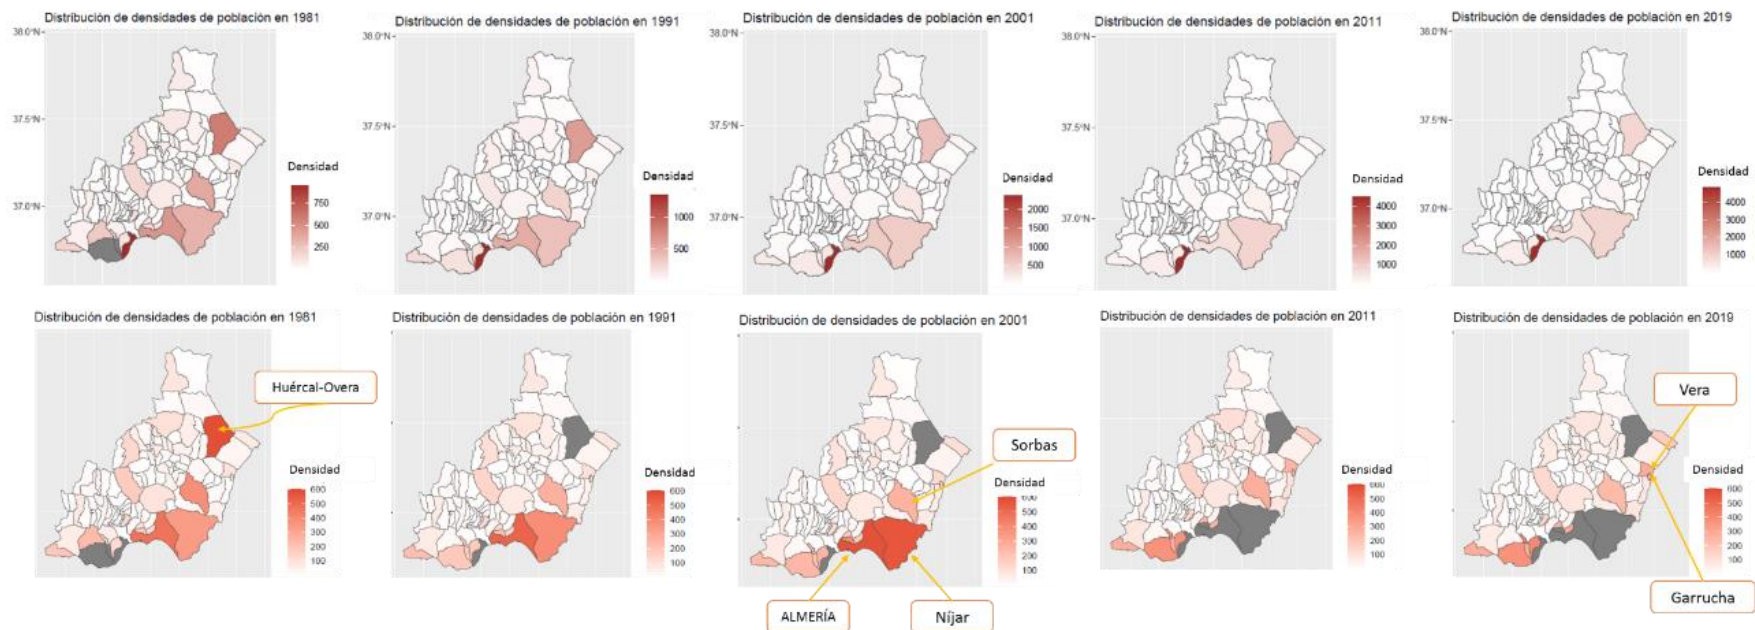 Distribución de densidades de población en 1981
38.0°N
37.5°N
37.0°N
Densidad
750
500
250
Distribución de densidades de población en 1991
38.0°N
37.5°N
37.0°N
Densidad
1000
500
Distribución de densidades de población en 2001
38.0°N
37.5°N
37.0°N
Densidad
2000
1500
1000
500
Distribución de densidades de población en 2011
38.0°N
37.5°N
37.0°N
Densidad
4000
3000
2000
1000
Distribución de densidades de población en 2019
38.0°N
37.5°N
37.0°N
Densidad
4000
3000
2000
1000
Distribución de densidades de población en 1981
Huércal-Overa
Densidad
600
500
400
300
200
100
Distribución de densidades de población en 1991
Densidad
600
500
400
300
200
100
Distribución de densidades de población en 2001
Sorbas
Densidad
600
500
400
300
200
100
ALMERÍA
Níjar
Distribución de densidades de población en 2011
Densidad
600
500
400
300
200
100
Distribución de densidades de población en 2019
Vera
Densidad
600
500
400
300
200
100
Garrucha